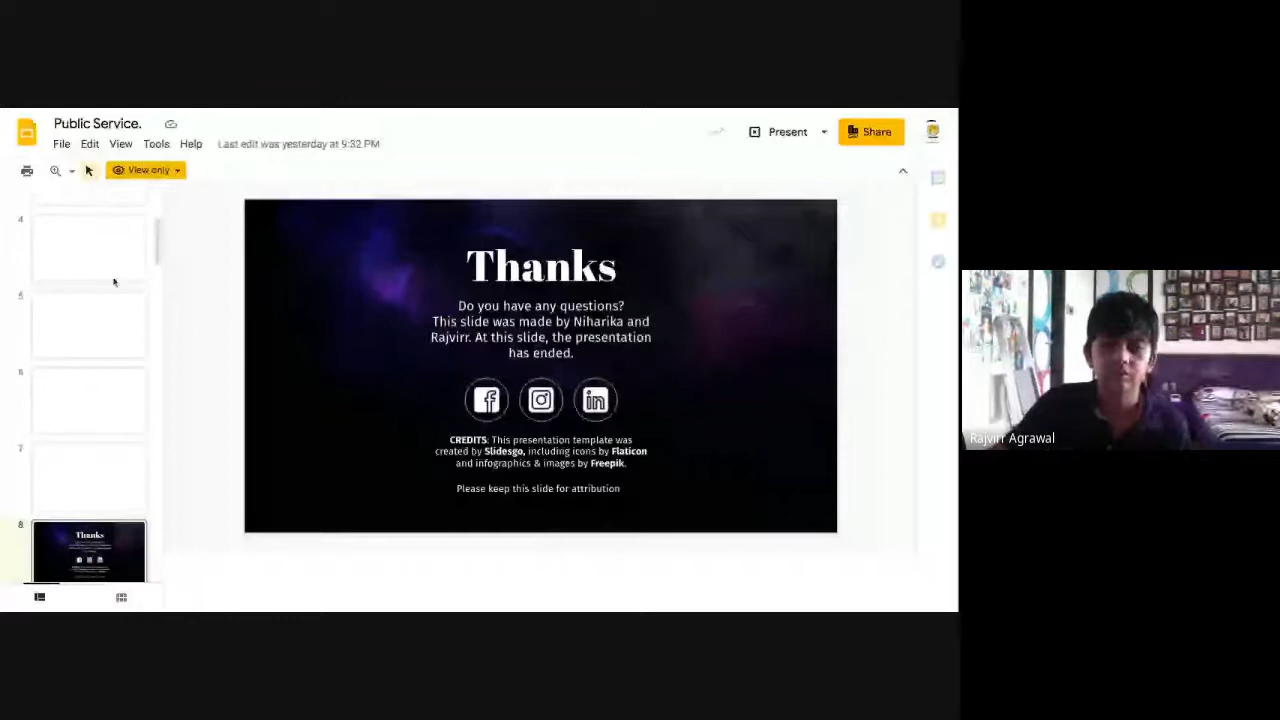 Public Service.
File Edit View Tools Help Last edit was yesterday at 9:32 PM
Present
Share
View only
4
5
6
7
8
Thanks
Do you have any questions?
This slide was made by Niharika and
Rajvirr. At this slide, the presentation
has ended.
CREDITS: This presentation template was
created by Slidesgo, including icons by Flaticon
and infographics & images by Freepik.
Please keep this slide for attribution
Thanks
Rajvirr Agrawal